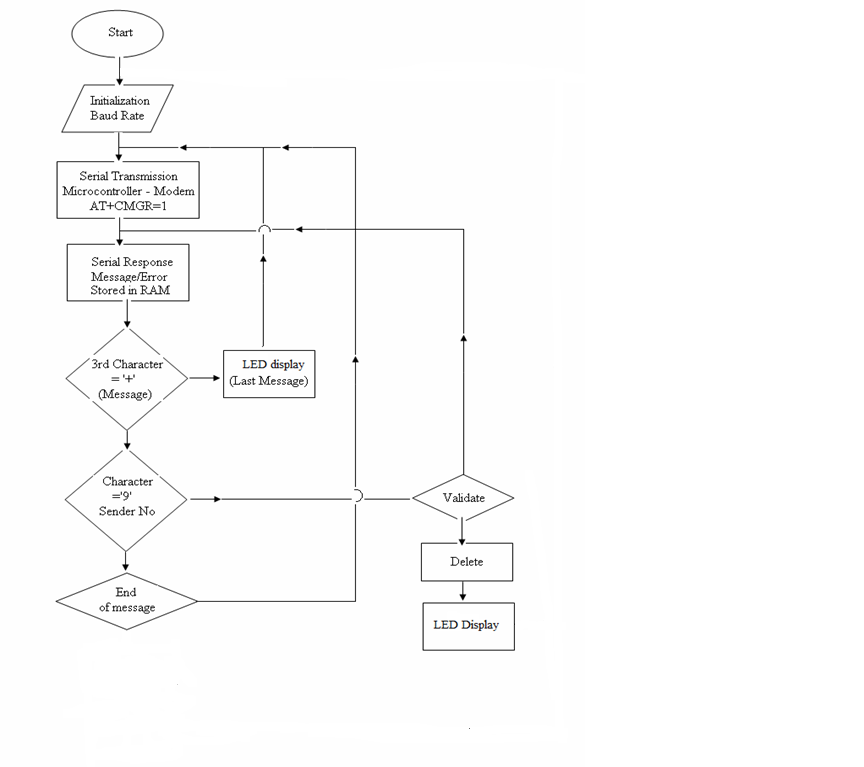 Start
Initialization
Baud Rate
Serial Transmission
Microcontroller - Modem
AT+CMGR=1
Serial Response
Message/Error
Stored in RAM
3rd Character
= '+'
(Message)
LED display
(Last Message)
Character
='9'
Sender No
Validate
Delete
End
of message
LED Display